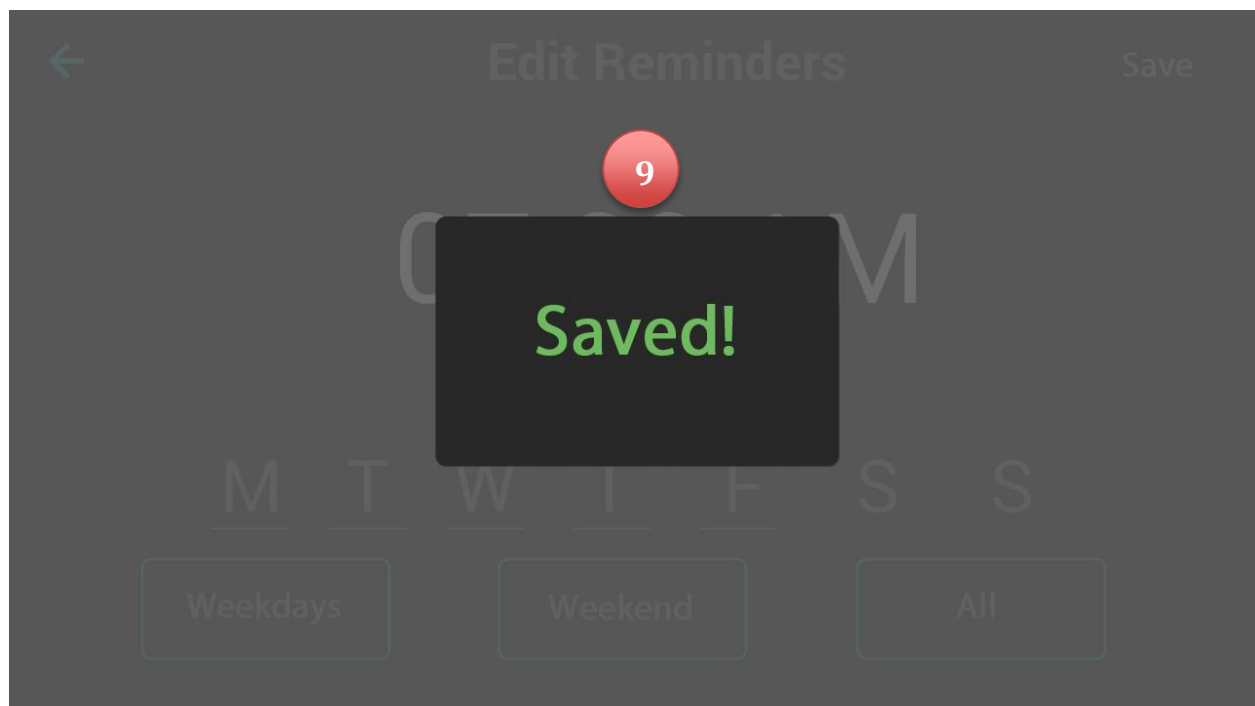 Edit Reminders
Save
9
M
Saved!
M T W T F S S
Weekdays Weekend All